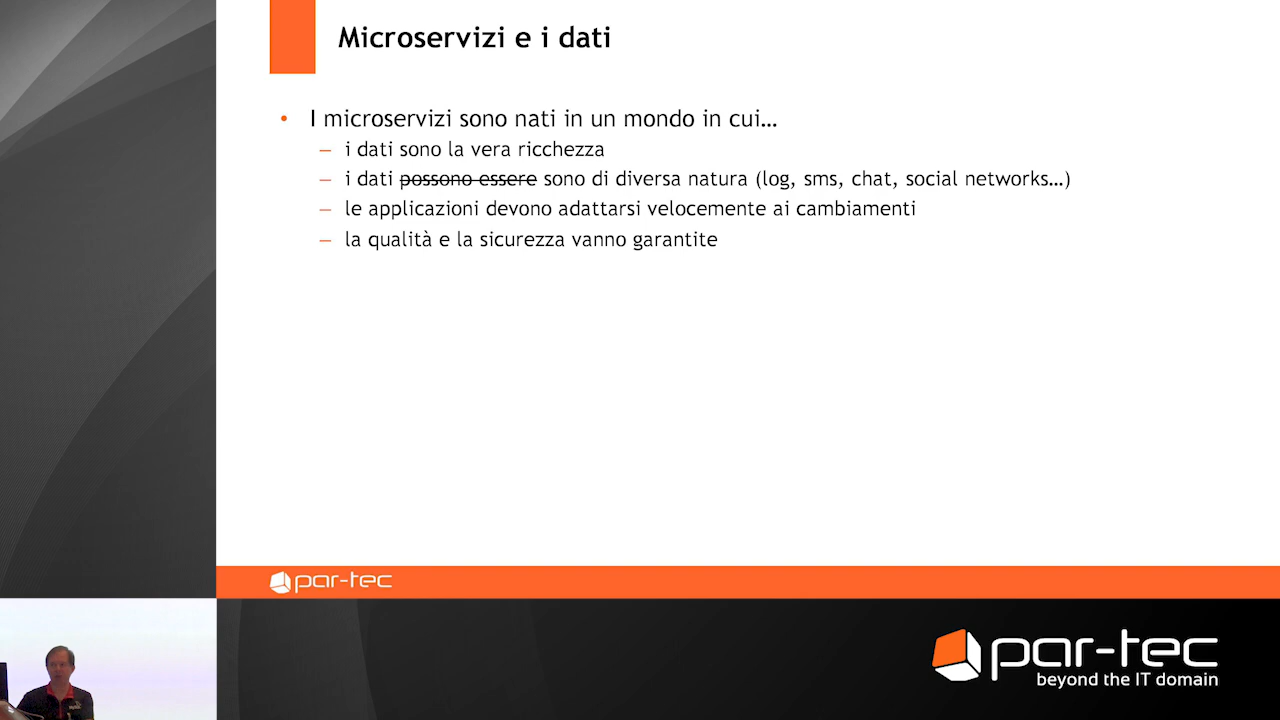 Microservizi e i dati
• I microservizi sono nati in un mondo in cui…
– i dati sono la vera ricchezza
– i dati possono essere sono di diversa natura (log, sms, chat, social networks…)
– le applicazioni devono adattarsi velocemente ai cambiamenti
– la qualità e la sicurezza vanno garantite
par-tec
par-tec
beyond the IT domain